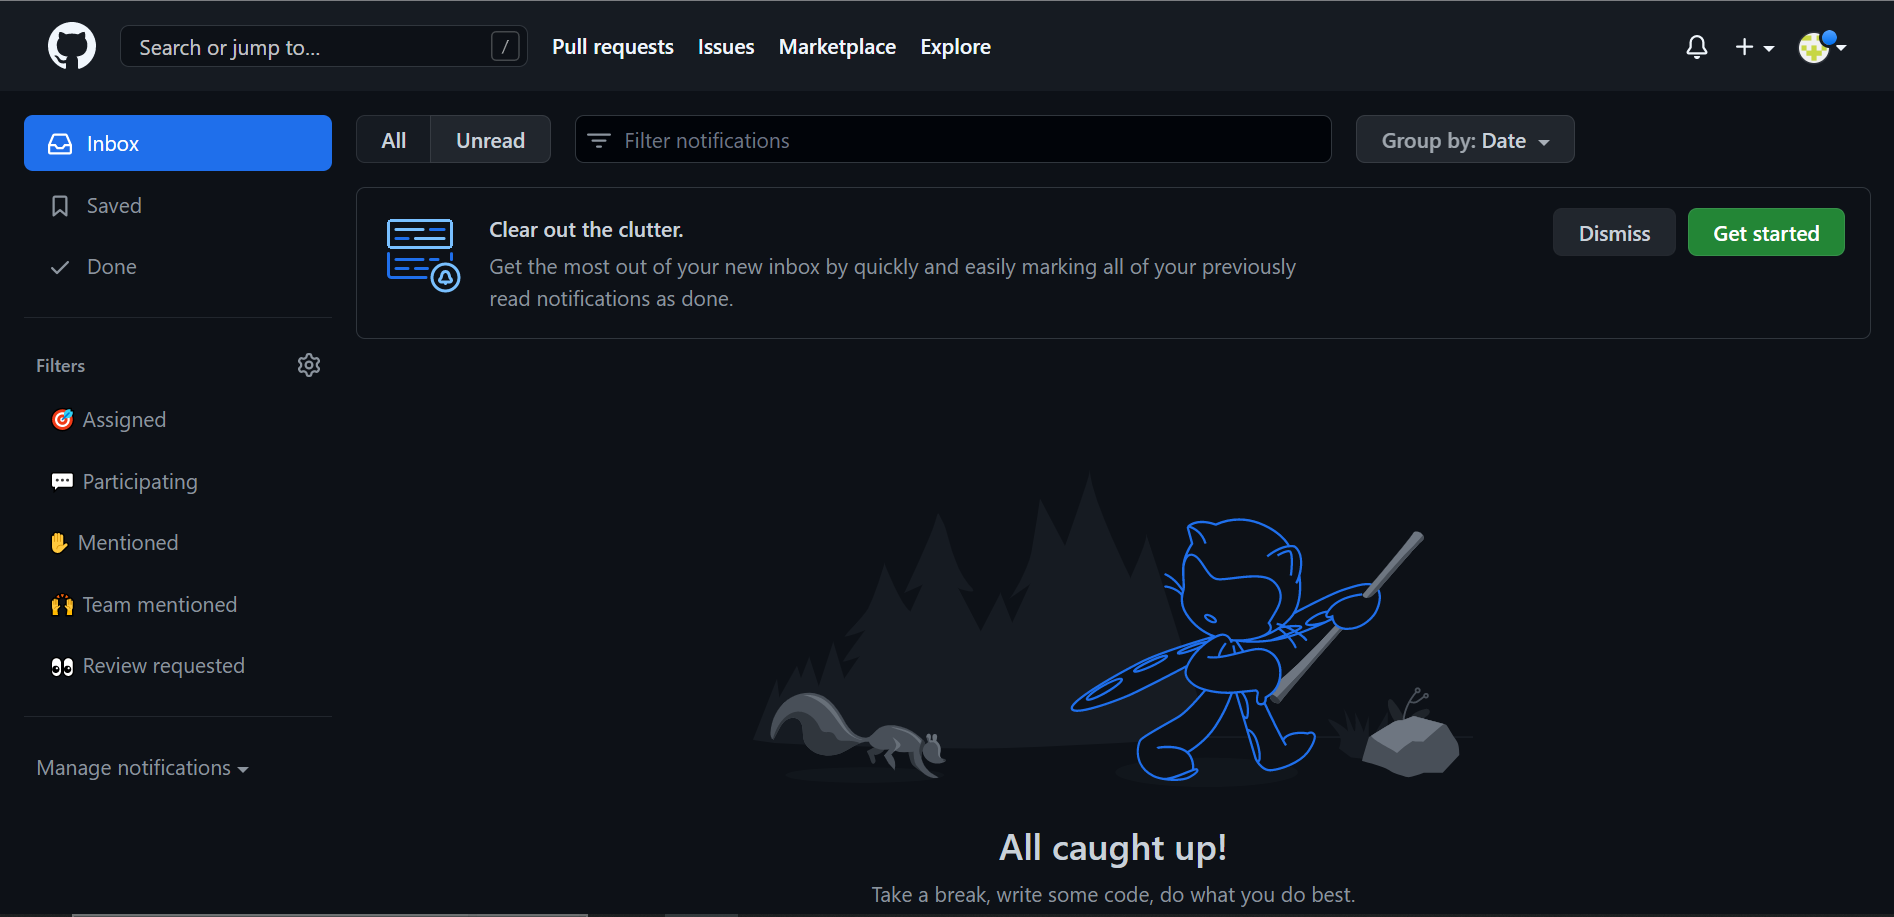 Search or jump to... /
Pull requests
Issues
Marketplace
Explore
Inbox
Saved
Done
Filters
Assigned
Participating
Mentioned
Team mentioned
Review requested
Manage notifications
All
Unread
Filter notifications
Group by: Date
Clear out the clutter.
Get the most out of your new inbox by quickly and easily marking all of your previously
read notifications as done.
Dismiss
Get started
All caught up!
Take a break, write some code, do what you do best.